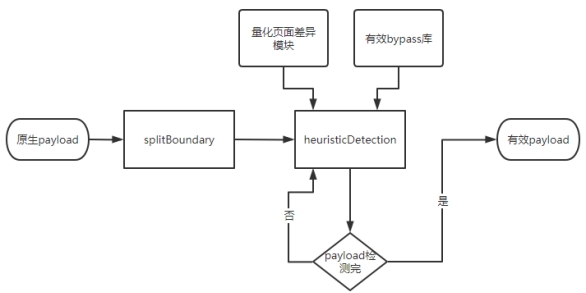 量化页面差异
模块
有效bypass库
原生payload
splitBoundary
heuristicDetection
有效payload
否
是
payload检
测完